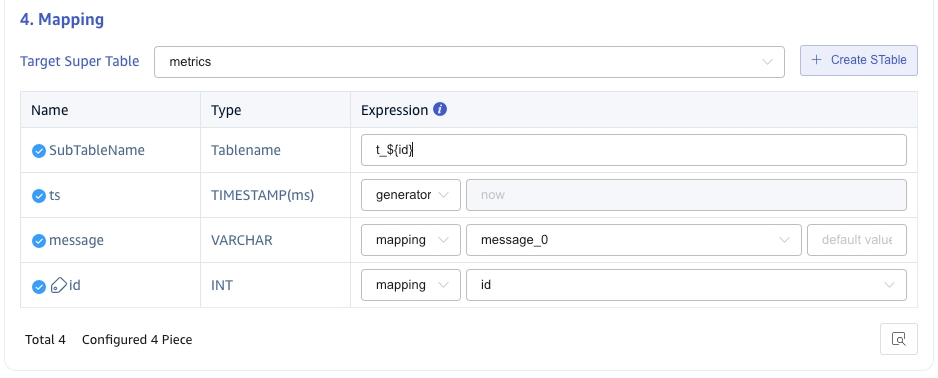 4. Mapping
Target Super Table metrics + Create STable
Name Type Expression i
SubTableName Tablename t_${id}
ts TIMESTAMP(ms) generator now
message VARCHAR mapping message_0 default value
id INT mapping id
Total 4 Configured 4 Piece